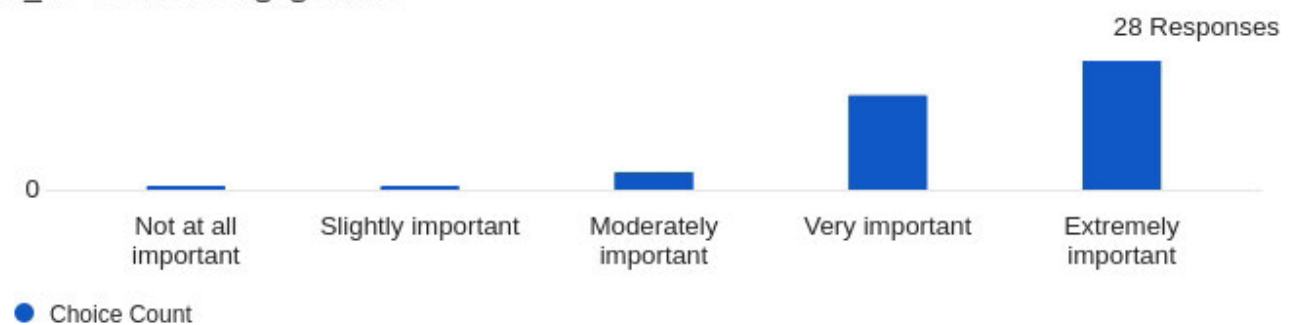 28 Responses
0
Not at all
important
Slightly important
Moderately
important
Very important
Extremely
important
Choice Count